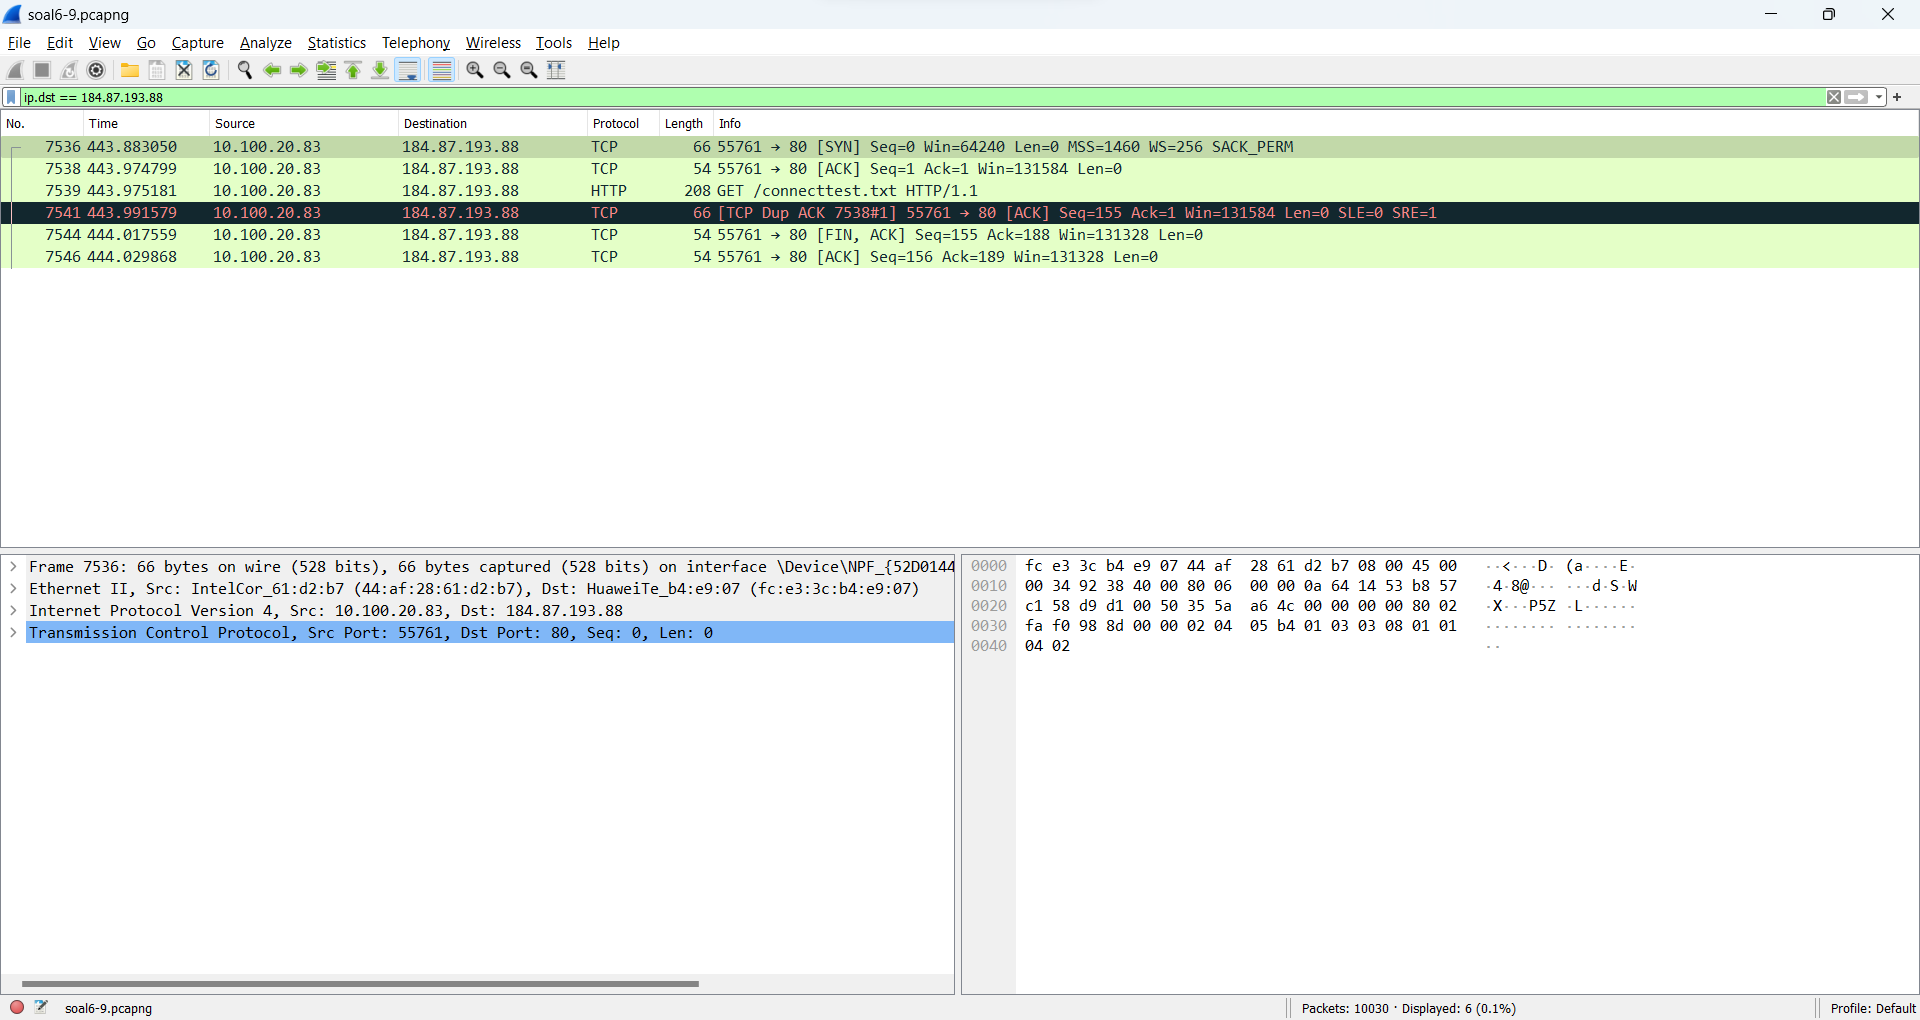 soal6-9.pcapng
File Edit View Go Capture Analyze Statistics Telephony Wireless Tools Help
ip.dst == 184.87.193.88
No. Time Source Destination Protocol Length Info
7536 443.883050 10.100.20.83 184.87.193.88 TCP 66 55761 → 80 [SYN] Seq=0 Win=64240 Len=0 MSS=1460 WS=256 SACK_PERM
7538 443.974799 10.100.20.83 184.87.193.88 TCP 54 55761 → 80 [ACK] Seq=1 Ack=1 Win=131584 Len=0
7539 443.975181 10.100.20.83 184.87.193.88 HTTP 208 GET /connecttest.txt HTTP/1.1
7541 443.991579 10.100.20.83 184.87.193.88 TCP 66 [TCP Dup ACK 7538#1] 55761 → 80 [ACK] Seq=155 Ack=1 Win=131584 Len=0 SLE=0 SRE=1
7544 444.017559 10.100.20.83 184.87.193.88 TCP 54 55761 → 80 [FIN, ACK] Seq=155 Ack=188 Win=131328 Len=0
7546 444.029868 10.100.20.83 184.87.193.88 TCP 54 55761 → 80 [ACK] Seq=156 Ack=189 Win=131328 Len=0
Frame 7536: 66 bytes on wire (528 bits), 66 bytes captured (528 bits) on interface \Device\NPF_{52D0144
Ethernet II, Src: IntelCor_61:d2:b7 (44:af:28:61:d2:b7), Dst: HuaweiTe_b4:e9:07 (fc:e3:3c:b4:e9:07)
Internet Protocol Version 4, Src: 10.100.20.83, Dst: 184.87.193.88
Transmission Control Protocol, Src Port: 55761, Dst Port: 80, Seq: 0, Len: 0
0000 fc e3 3c b4 e9 07 44 af 28 61 d2 b7 08 00 45 00 ··<···D· (a····E·
0010 00 34 92 38 40 00 80 06 00 00 0a 64 14 53 b8 57 ·4·8@··· ···d·S·W
0020 c1 58 d9 d1 00 50 35 5a a6 4c 00 00 00 00 80 02 ·X···P5Z ·L······
0030 fa f0 98 8d 00 00 02 04 05 b4 01 03 03 08 01 01 ········ ········
0040 04 02 ··
soal6-9.pcapng
Packets: 10030 · Displayed: 6 (0.1%)
Profile: Default